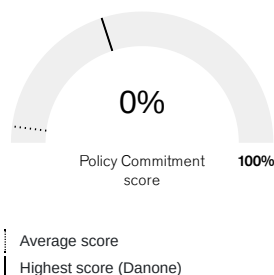 0%
Policy Commitment 100%
score
Average score
Highest score (Danone)